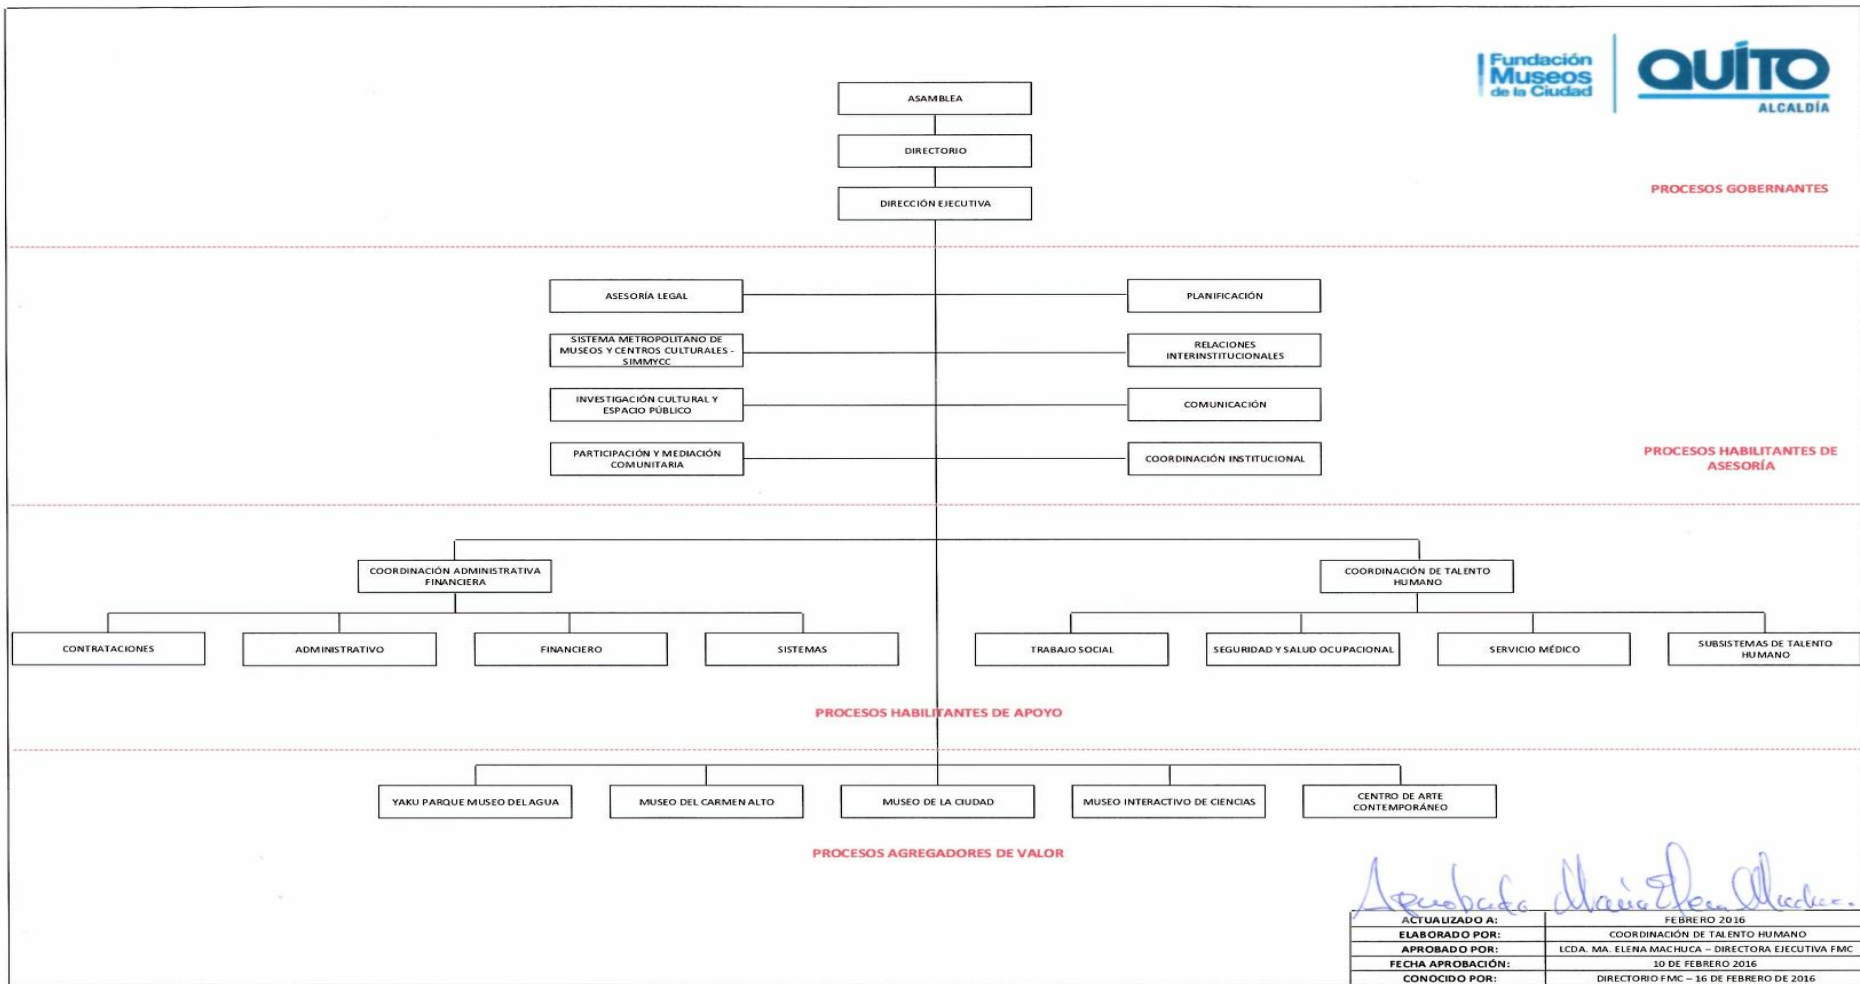 Fundación
Museos
de la Ciudad
QUÍTO
ALCALDÍA
ASAMBLEA
DIRECTORIO
DIRECCIÓN EJECUTIVA
PROCESOS GOBERNANTES
ASESORÍA LEGAL
PLANIFICACIÓN
SISTEMA METROPOLITANO DE
MUSEOS Y CENTROS CULTURALES -
SIMMYCC
RELACIONES
INTERINSTITUCIONALES
INVESTIGACIÓN CULTURAL Y
ESPACIO PÚBLICO
COMUNICACIÓN
PARTICIPACIÓN Y MEDIACIÓN
COMUNITARIA
COORDINACIÓN INSTITUCIONAL
PROCESOS HABILITANTES DE
ASESORÍA
COORDINACIÓN ADMINISTRATIVA
FINANCIERA
COORDINACIÓN DE TALENTO
HUMANO
CONTRATACIONES
ADMINISTRATIVO
FINANCIERO
SISTEMAS
TRABAJO SOCIAL
SEGURIDAD Y SALUD OCUPACIONAL
SERVICIO MÉDICO
SUBSISTEMAS DE TALENTO
HUMANO
PROCESOS HABILITANTES DE APOYO
YAKU PARQUE MUSEO DEL AGUA
MUSEO DEL CARMEN ALTO
MUSEO DE LA CIUDAD
MUSEO INTERACTIVO DE CIENCIAS
CENTRO DE ARTE
CONTEMPORÁNEO
PROCESOS AGREGADORES DE VALOR
Aprobado María Elena Machuca.
ACTUALIZADO A: FEBRERO 2016
ELABORADO POR: COORDINACIÓN DE TALENTO HUMANO
APROBADO POR: LCDA. MA. ELENA MACHUCA – DIRECTORA EJECUTIVA FMC
FECHA APROBACIÓN: 10 DE FEBRERO 2016
CONOCIDO POR: DIRECTORIO FMC – 16 DE FEBRERO DE 2016